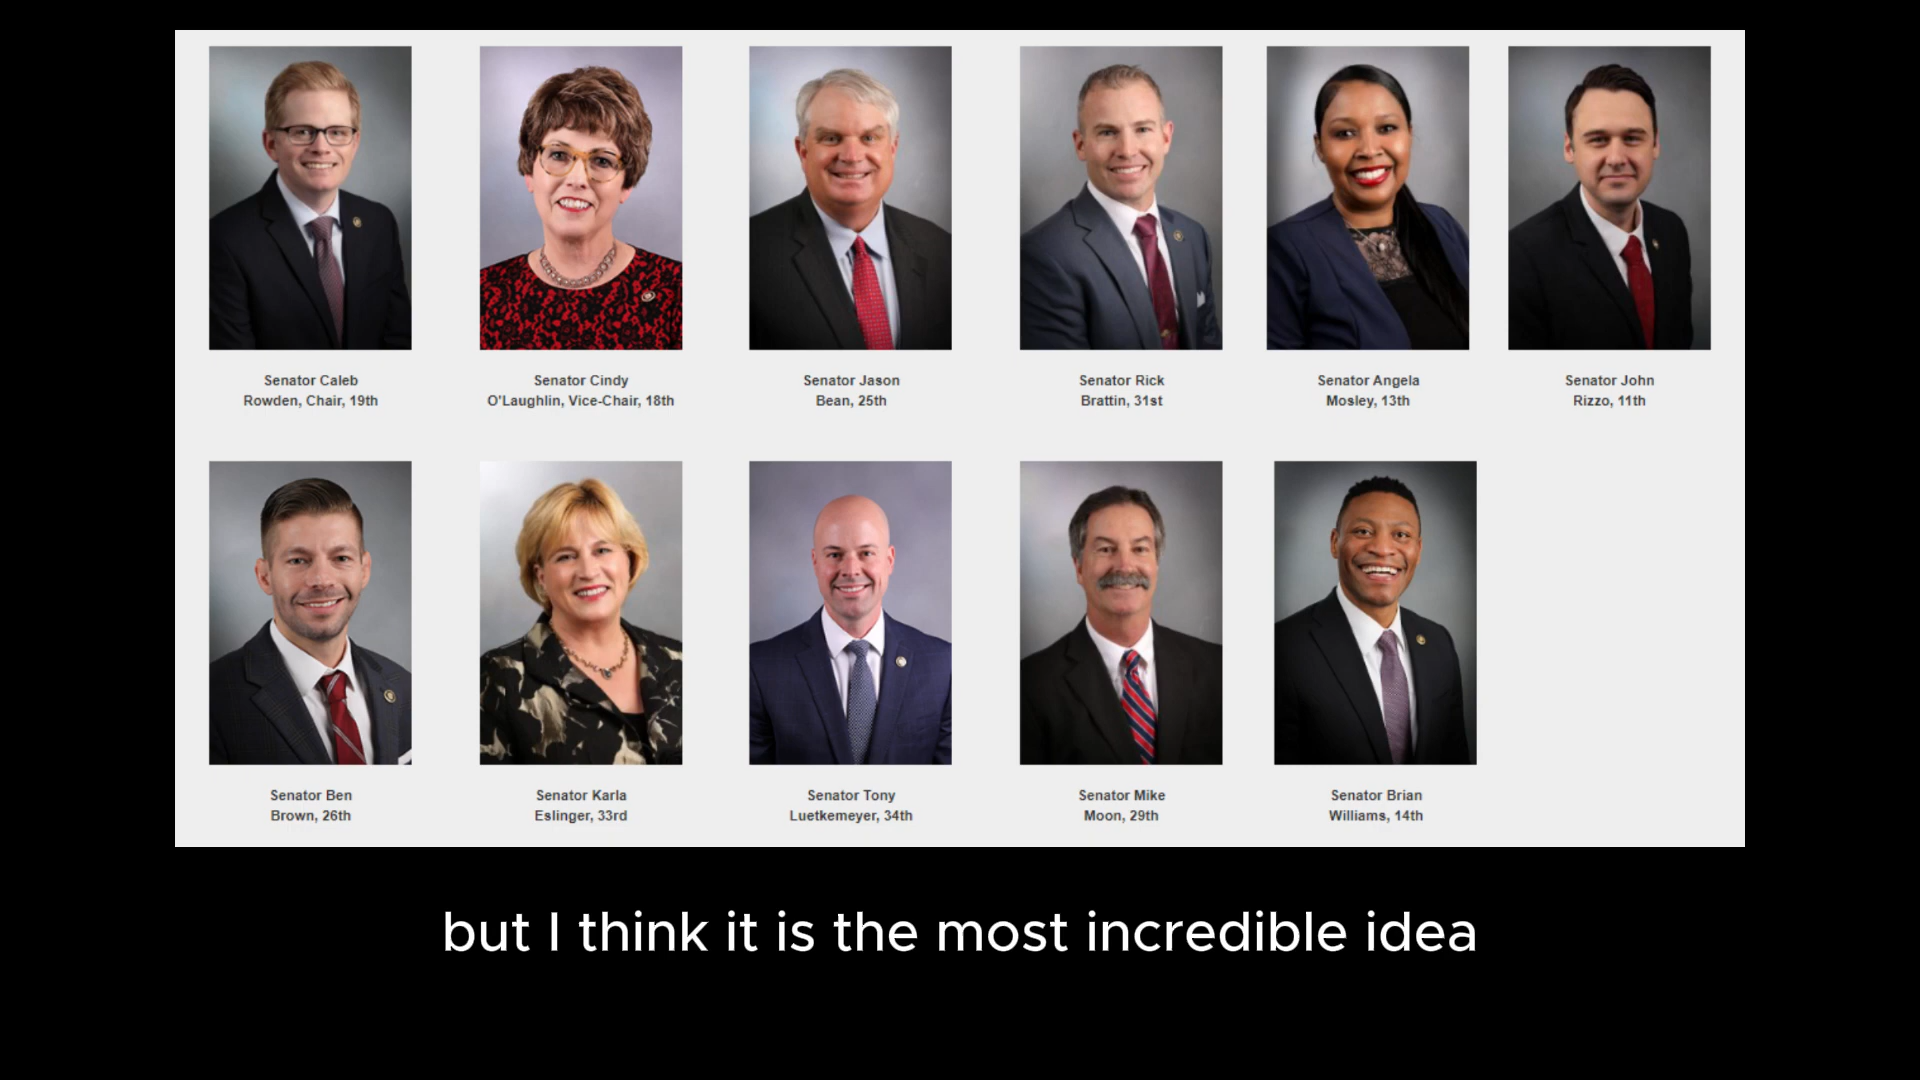 Senator Caleb
Rowden, Chair, 19th
Senator Cindy
O'Laughlin, Vice-Chair, 18th
Senator Jason
Bean, 25th
Senator Rick
Brattin, 31st
Senator Angela
Mosley, 13th
Senator John
Rizzo, 11th
Senator Ben
Brown, 26th
Senator Karla
Eslinger, 33rd
Senator Tony
Luetkemeyer, 34th
Senator Mike
Moon, 29th
Senator Brian
Williams, 14th
but I think it is the most incredible idea